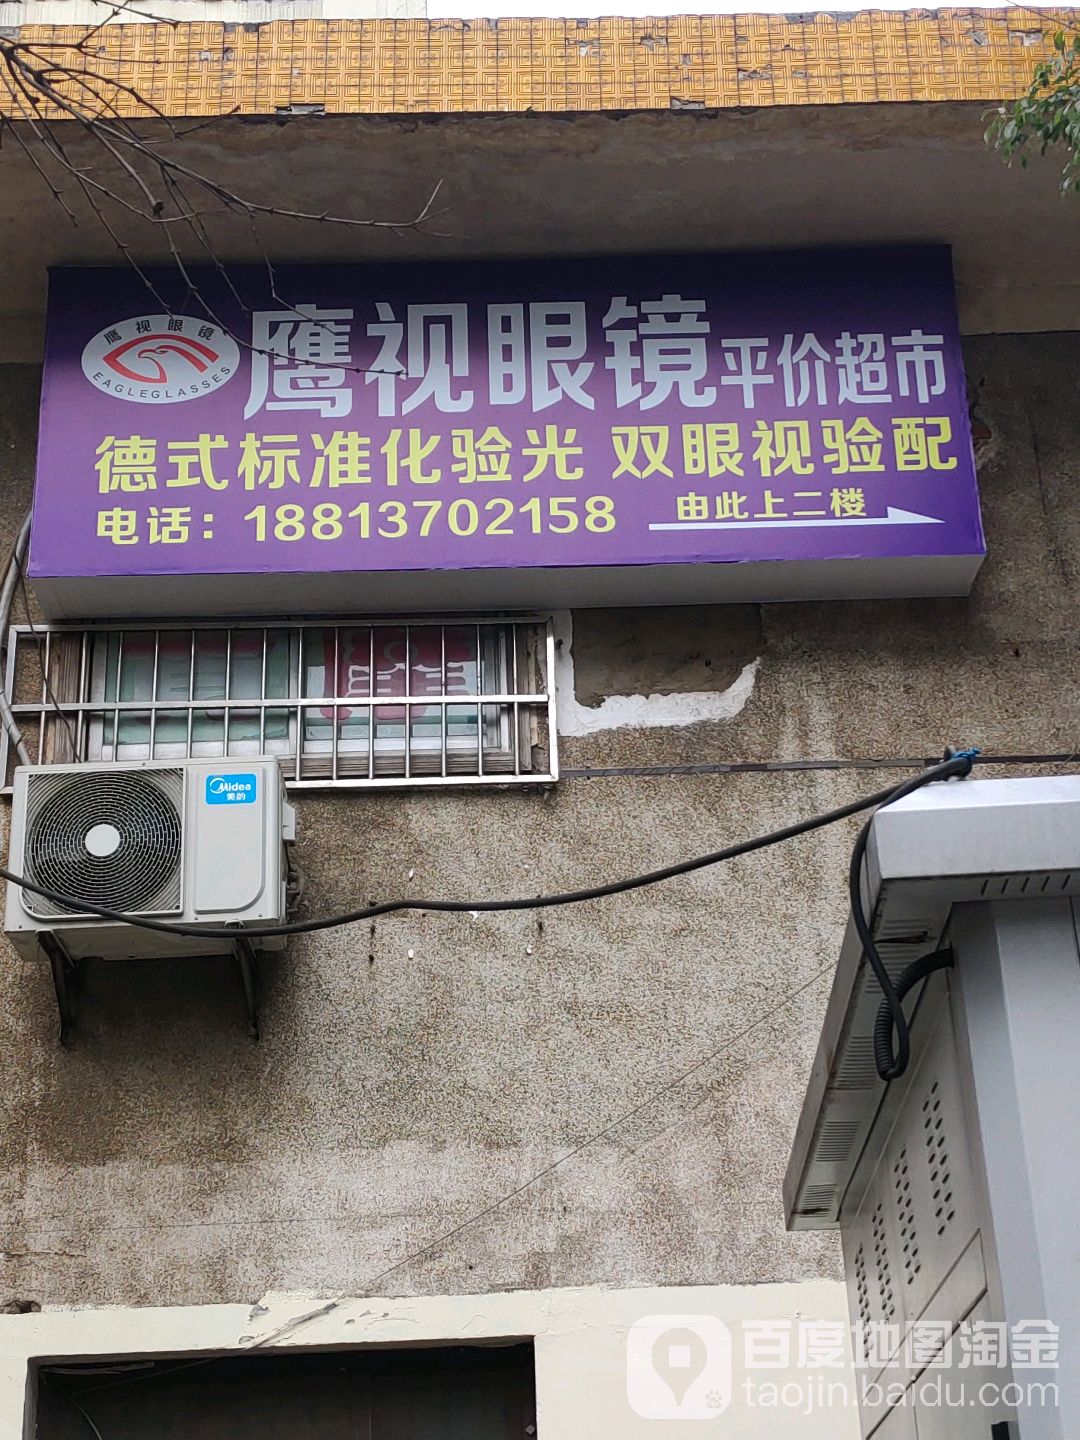 鹰视眼镜
EAGLEGLASSES
鹰视眼镜平价超市
德式标准化验光 双眼视验配
电话：18813702158 由此上二楼
Midea
美的
百度地图淘金
taojin.baidu.com